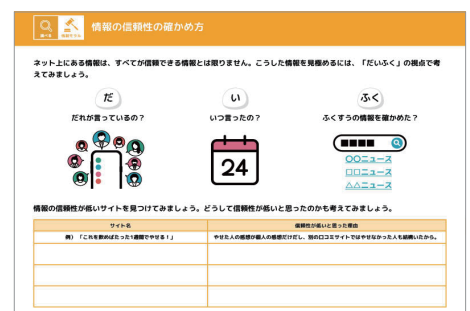 情報の信頼性の確かめ方
調べる
ネット上にある情報は、すべてが信頼できる情報とは限りません。こうした情報を見極めるには、「だいふく」の視点で考
えてみましょう。
だ
い
ふく
だれが言っているの?
いつ言ったの?
ふくすうの情報を確かめた?
24
○○ニュース
□□ニュース
△△ニュース
情報の信頼性が低いサイトを見つけてみましょう。どうして信頼性が低いと思ったのかも考えてみましょう。
サイト名
信頼性が低いと思った理由
例)「これを飲めばたった1週間でやせる!」
やせた人の感想が個人の感想だけだし、別の口コミサイトではやせなかった人も結構いたから。